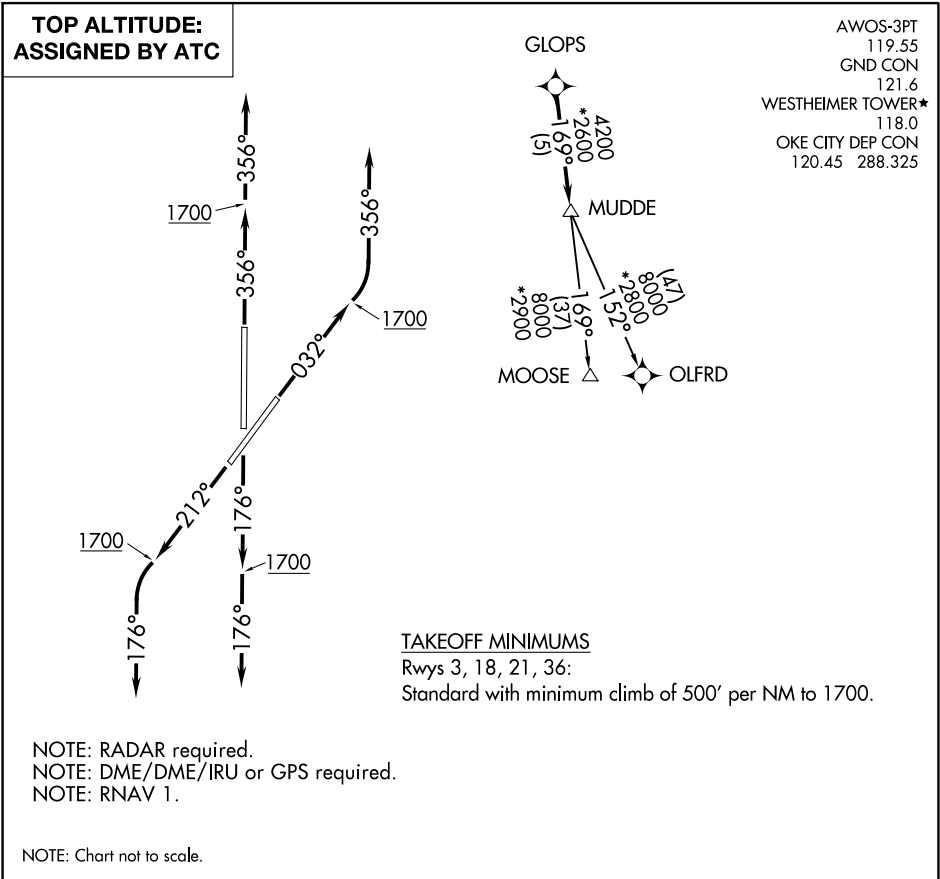 TOP ALTITUDE:
ASSIGNED BY ATC
AWOS-3PT
119.55
GND CON
121.6
WESTHEIMER TOWER★
118.0
OKE CITY DEP CON
120.45 288.325
GLOPS
4200
*2600
169°
(5)
MUDDE
(47)
8000
*2800
152°
169°
(37)
8000
*2900
MOOSE
OLFRD
356°
1700
356°
356°
1700
032°
212°
176°
1700
1700
176°
176°
TAKEOFF MINIMUMS
Rwys 3, 18, 21, 36:
Standard with minimum climb of 500' per NM to 1700.
NOTE: RADAR required.
NOTE: DME/DME/IRU or GPS required.
NOTE: RNAV 1.
NOTE: Chart not to scale.